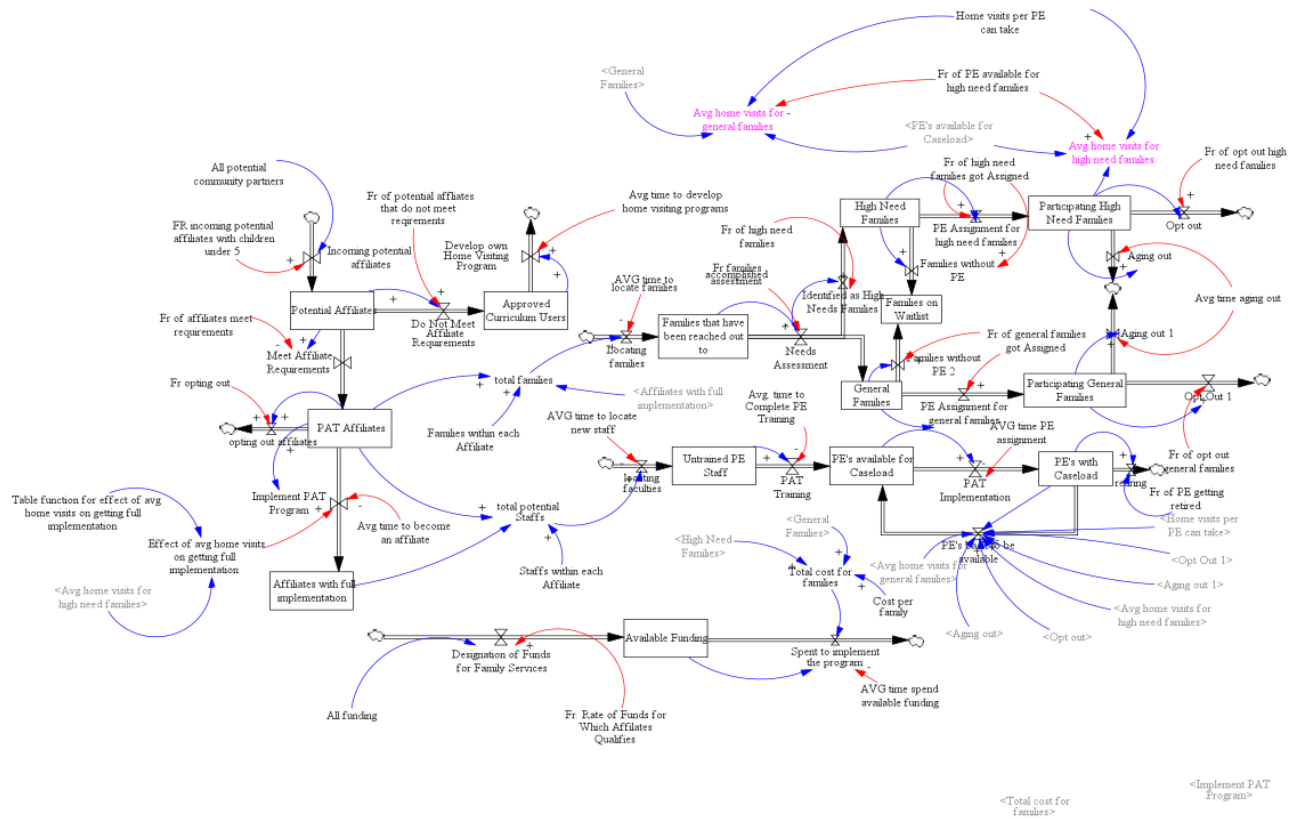 Home visits per PE
can take
<General
Families>
Fr of PE available for
high need families
Avg home visits for
general families
-
<PE's available for
Caseload>
+
Avg home visits for
high need families
Fr of opt out high
need families
All potential
community partners
Fr of potential affliates
that do not meet
reqirements
Avg time to develop
home visiting programs
Fr of high need
families got Assigned
High Need
Families
+
+
PE Assignment for
high need families
Participating High
Need Families
+
+
Opt out
FR incoming potential
affiliates with children
under 5
+
+
Incoming potential
affiliates
Develop own
Home Visiting
Program
-
+
Fr of high need
families
+
+
Families without
PE
+
Aging out
+
AVG time to
locate families
Fr families
accomplished
assessment
+
Identified as High
Needs Families
Avg time aging out
Potential Affiliates
+
+
Do Not Meet
Affiliate Requirements
Approved
Curriculum Users
Families on
Waitlist
Fr of affiliates meet
requirements
-
+
Meet Affiliate
Requirements
-
+
Locating
families
Families that have
been reached out
to
+
+
Needs
Assessment
Fr of general families
got Assigned
+
Aging out 1
Fr opting out
total families
+
+
<Affiliates with full
implementation>
+
Families without
PE 2
General
Families
+
PE Assignment for
general families
Participating General
Families
+
Opt Out 1
+
+
+
opting out affiliates
PAT Affiliates
Families within each
Affiliate
AVG time to locate
new staff
Avg. time to
Complete PE
Training
AVG time PE
assignment
Implement PAT
Program
+
-
+
locating
faculties
Untrained PE
Staff
+
-
PAT
Training
PE's available for
Caseload
+
-
PAT
Implementation
PE's with
Caseload
+
+
retiring
Fr of opt out
general families
Table function for effect of avg
home visits on getting full
implementation
+
-
Avg time to become
an affiliate
total potential
Staffs
+
+
<General
Families>
Fr of PE getting
retired
<Home visits per
PE can take>
Effect of avg home visits
on getting full
implementation
<High Need
Families>
+
+
Total cost for
families
+
<Avg home visits for
general families>
<Opt Out 1>
Affiliates with full
implementation
Staffs within each
Affiliate
Cost per
family
<Aging out 1>
<Avg home visits for
high need families>
<Avg home visits for
high need families>
<Aging out>
<Opt out>
Available Funding
+
Designation of Funds
for Family Services
Spent to implement
the program
-
AVG time spend
available funding
All funding
Fr. Rate of Funds for
Which Affilates
Qualifies
<Implement PAT
Program>
<Total cost for
families>